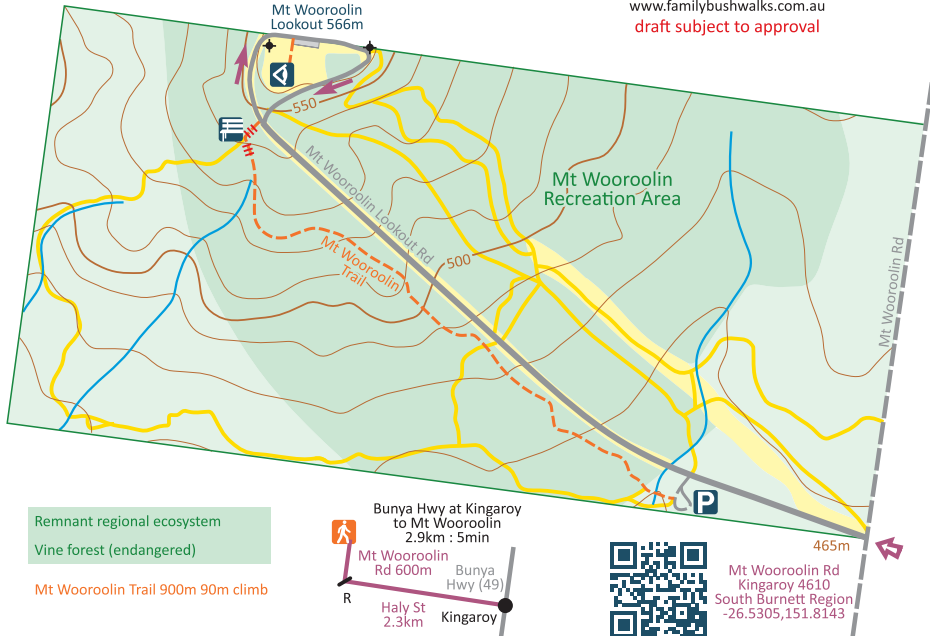 www.familybushwalks.com.au
draft subject to approval
Mt Wooroolin
Lookout 566m
550
Mt Wooroolin Lookout Rd
Mt Wooroolin
Recreation Area
Mt Wooroolin
Trail
500
Mt Wooroolin Rd
P
465m
Remnant regional ecosystem
Vine forest (endangered)
Mt Wooroolin Trail 900m 90m climb
Bunya Hwy at Kingaroy
to Mt Wooroolin
2.9km : 5min
Mt Wooroolin
Rd 600m
Bunya
Hwy (49)
R
Haly St
2.3km
Kingaroy
Mt Wooroolin Rd
Kingaroy 4610
South Burnett Region
-26.5305,151.8143